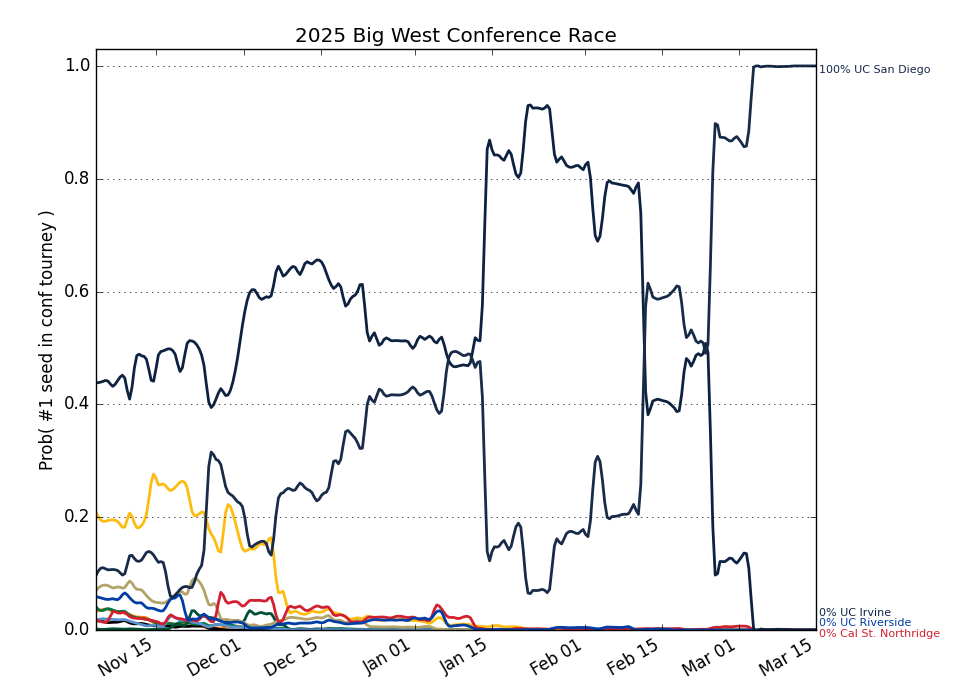 2025 Big West Conference Race
Prob( #1 seed in conf tourney )
1.0
0.8
0.6
0.4
0.2
0.0
100% UC San Diego
0% UC Irvine
0% UC Riverside
0% Cal St. Northridge
Nov 15
Dec 01
Dec 15
Jan 01
Jan 15
Feb 01
Feb 15
Mar 01
Mar 15